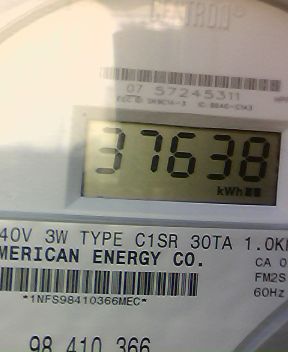 CENTRON®
07 57245311
37638
kWh
40V 3W TYPE C1SR 30TA 1.0K
MERICAN ENERGY CO.
CA 0
FM2S
60Hz
*1NFS98410366MEC*
98 410 366